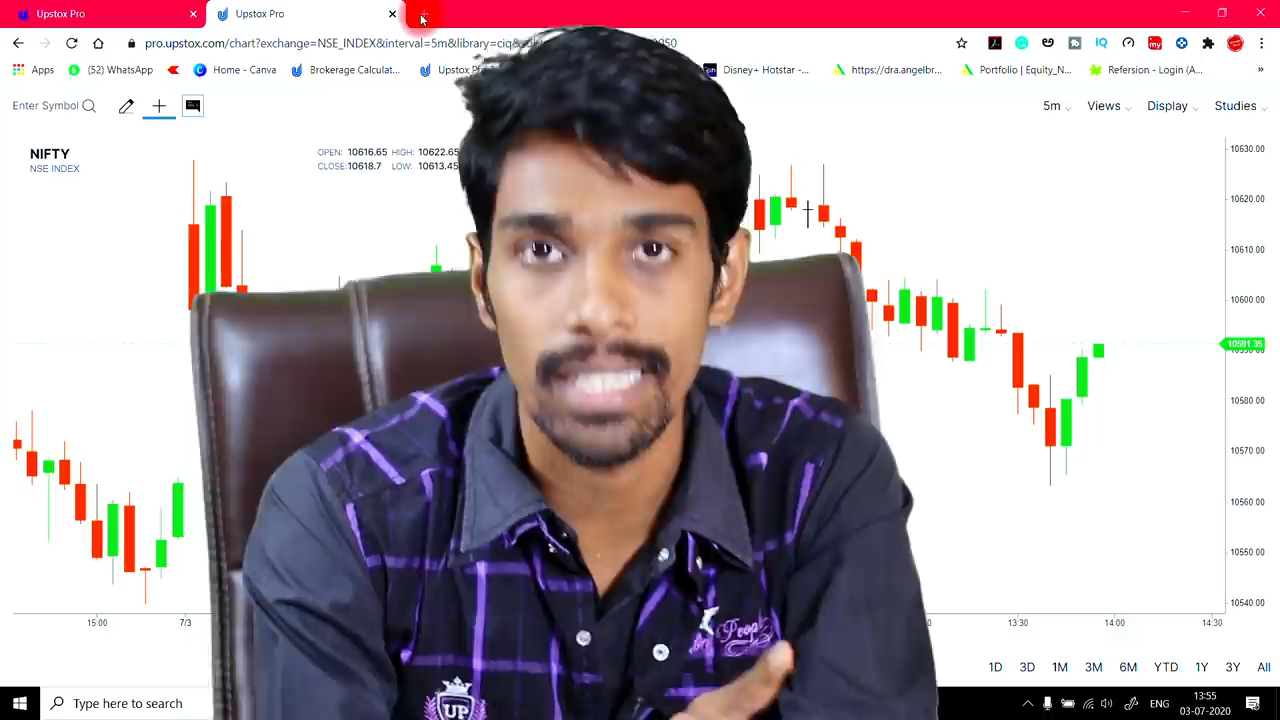 Upstox Pro
Upstox Pro
pro.upstox.com/chart?exchange=NSE_INDEX&interval=5m&library=ciq&
Apps
(52) WhatsApp
Home - Canva
Brokerage Calculat...
Upstox
Disney+ Hotstar -...
https://dra.angelbr...
Portfolio | Equity_N...
Refersion - Login (A...
»
Enter Symbol
5m
Views
Display
Studies
NIFTY
NSE INDEX
OPEN: 10616.65 HIGH: 10622.65
CLOSE:10618.7 LOW: 10613.45
10630.00
10620.00
10610.00
10600.00
10591.35
10580.00
10570.00
10560.00
10550.00
10540.00
15:00
7/3
13:30
14:00
14:30
1D
3D
1M
3M
6M
YTD
1Y
3Y
All
People
UP
Type here to search
ENG
13:55
03-07-2020